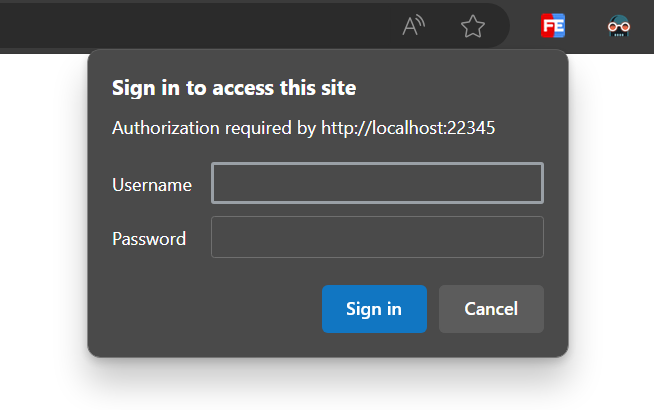 A
FE
Sign in to access this site
Authorization required by http://localhost:22345
Username
Password
Sign in
Cancel